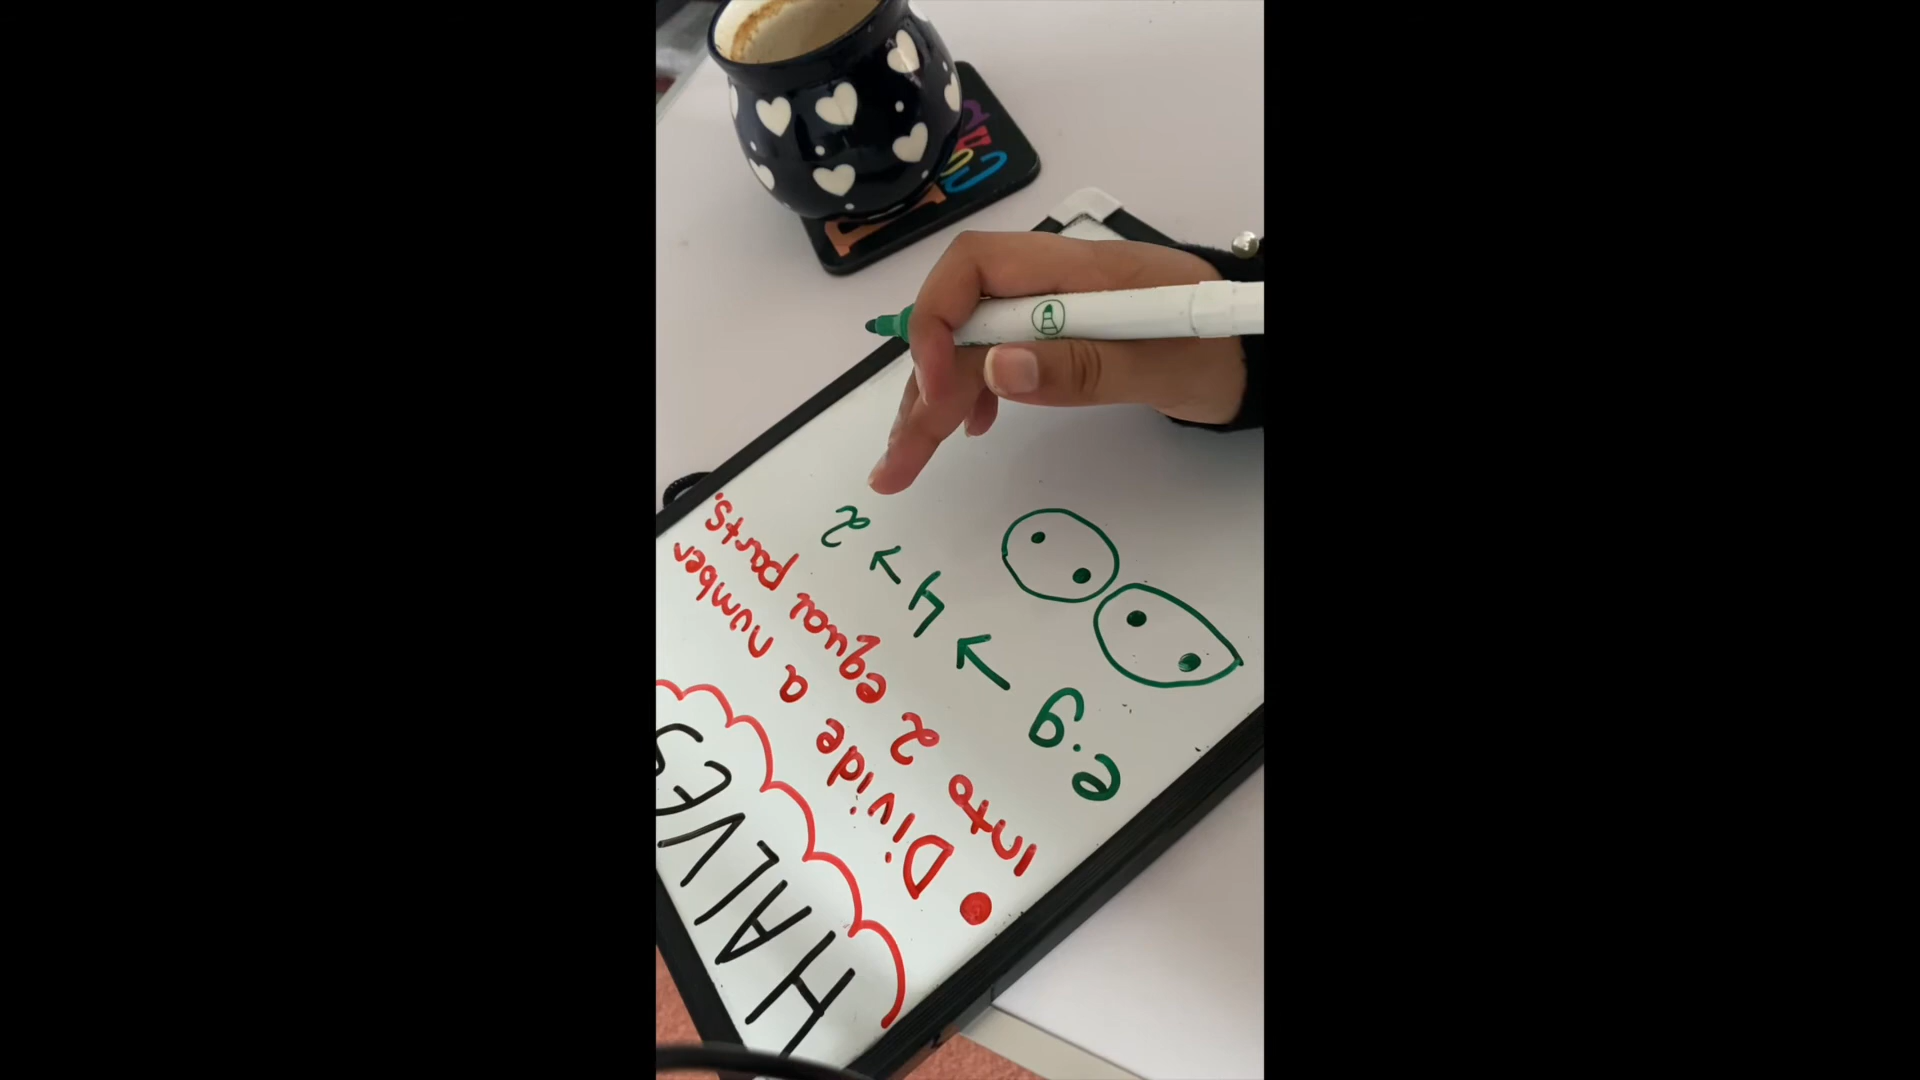 HALVES
• Divide a number
into 2 equal parts.
e.g → 4 → 2